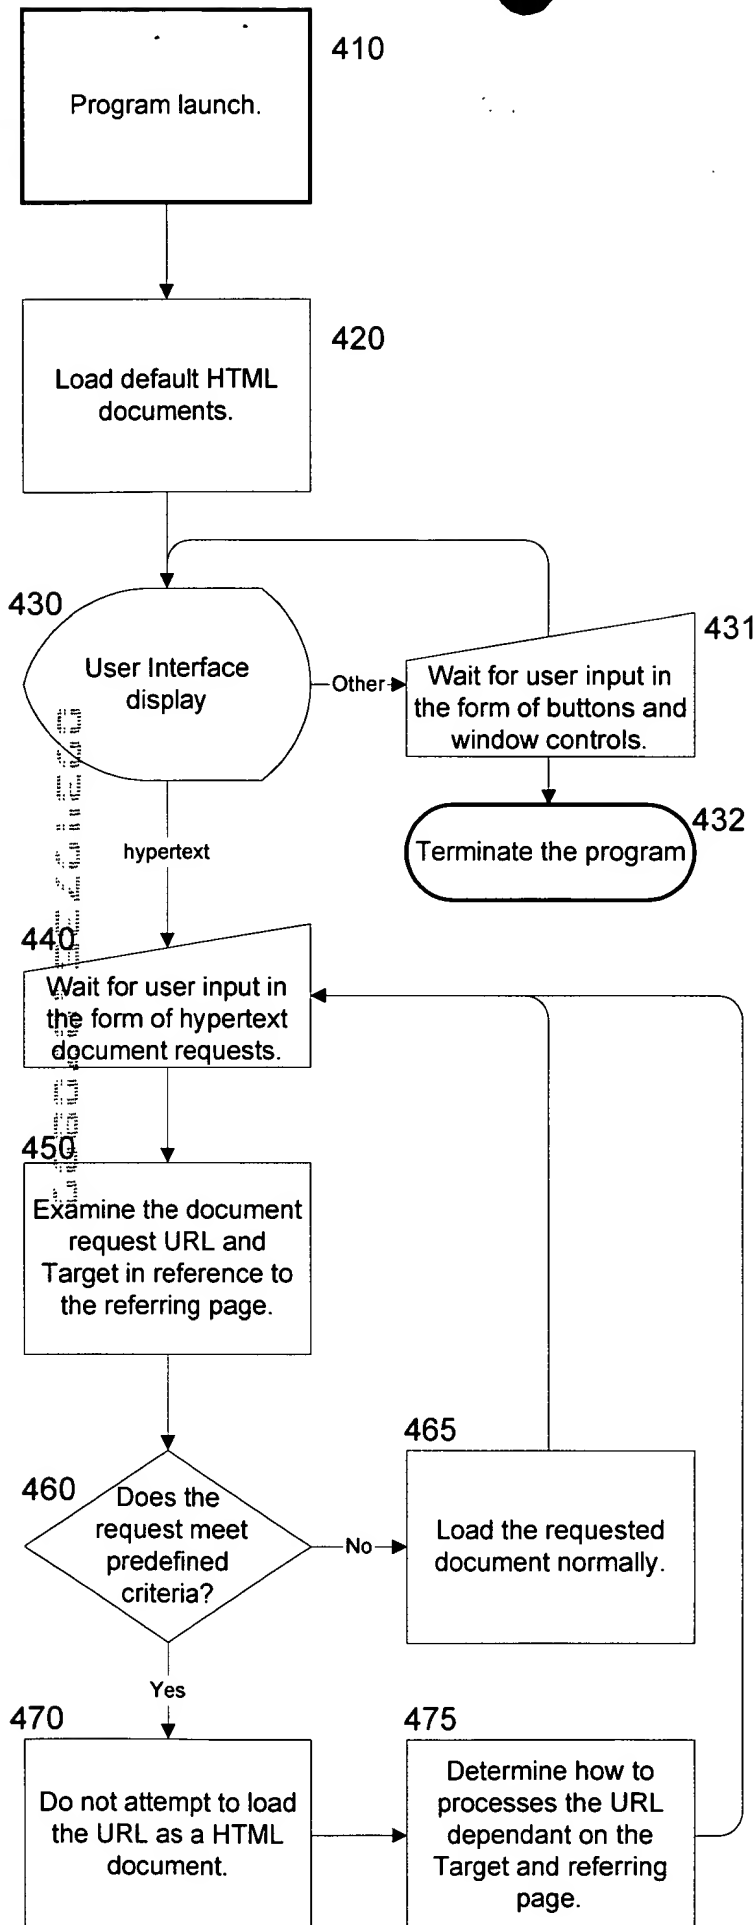 410
Program launch.
420
Load default HTML
documents.
430
User Interface
display
Other
431
Wait for user input in
the form of buttons and
window controls.
432
Terminate the program
hypertext
440
Wait for user input in
the form of hypertext
document requests.
450
Examine the document
request URL and
Target in reference to
the referring page.
460
Does the
request meet
predefined
criteria?
No
465
Load the requested
document normally.
Yes
470
Do not attempt to load
the URL as a HTML
document.
475
Determine how to
processes the URL
dependant on the
Target and referring
page.